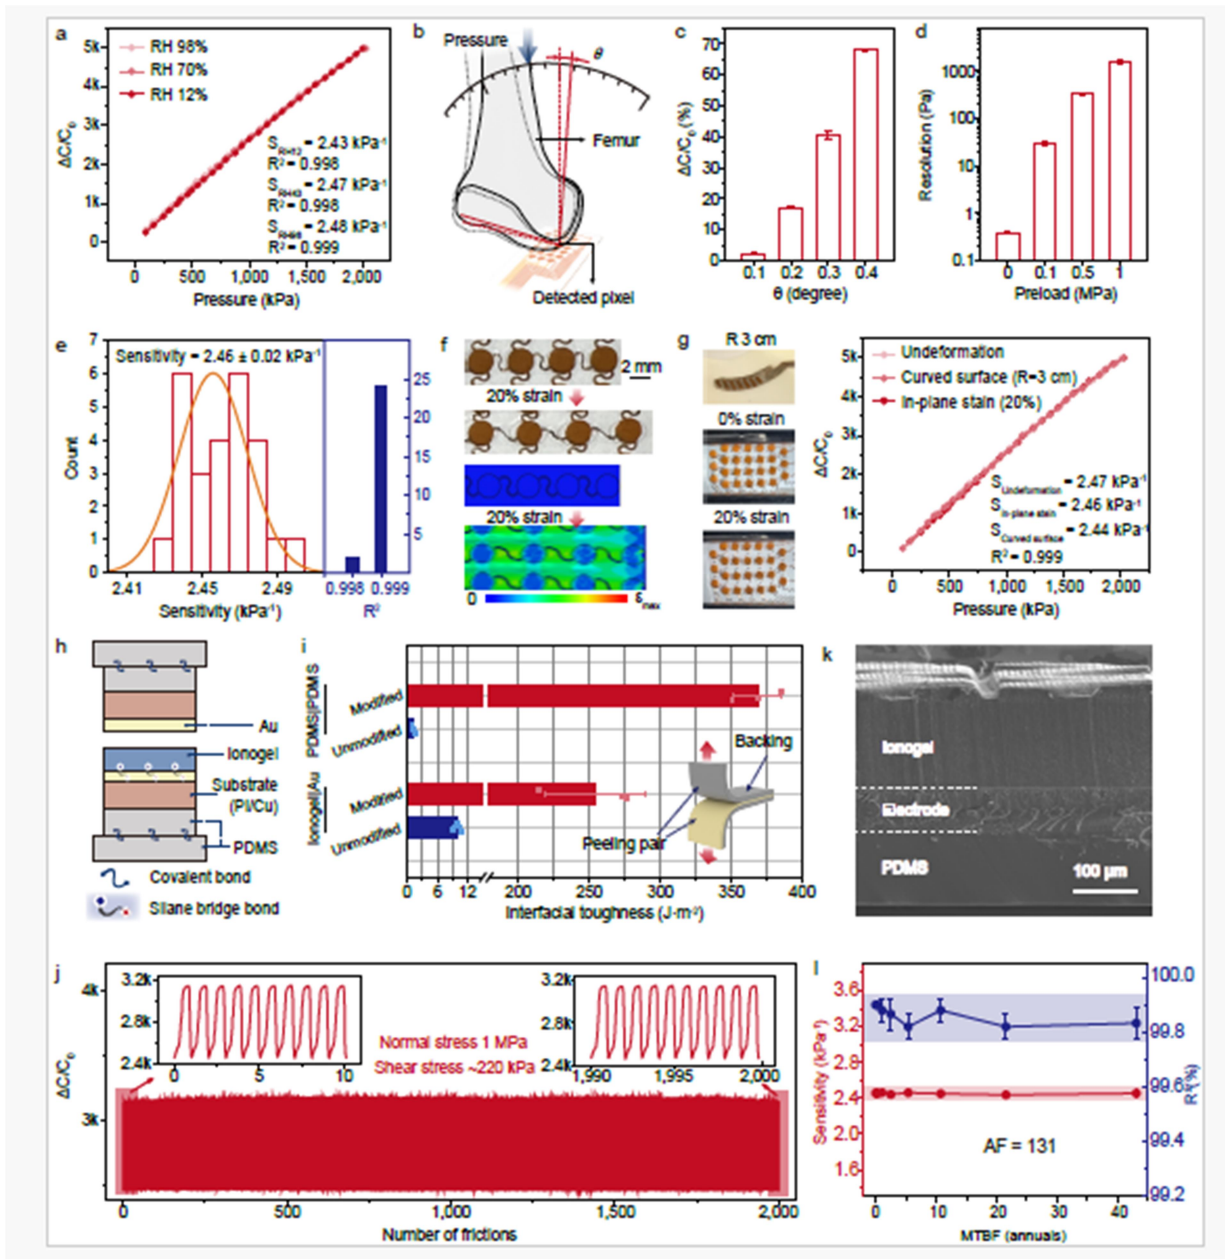 a
5k
4k
3k
2k
1k
0
ΔC/C₀
RH 98%
RH 70%
RH 12%
S = 2.43 kPa⁻¹
R² = 0.998
S = 2.47 kPa⁻¹
R² = 0.998
S = 2.48 kPa⁻¹
R² = 0.999
0 500 1,000 1,500 2,000
Pressure (kPa)
b
Pressure
θ
Femur
Detected pixel
c
70
60
50
40
30
20
10
0
ΔC/C₀ (%)
0.1 0.2 0.3 0.4
θ (degree)
d
1000
100
10
1
0.1
Resolution (Pa)
0 0.1 0.5 1
Preload (MPa)
e
7
6
5
4
3
2
1
0
Count
Sensitivity = 2.46 ± 0.02 kPa⁻¹
25
20
15
10
5
2.41 2.45 2.49
0.998 0.999
Sensitivity (kPa⁻¹)
R²
f
2 mm
20% strain
20% strain
0
εmax
g
R 3 cm
0% strain
20% strain
5k
4k
3k
2k
1k
0
ΔC/C₀
Undeformation
Curved surface (R=3 cm)
In-plane stain (20%)
S Undeformation = 2.47 kPa⁻¹
S In-plane stain = 2.46 kPa⁻¹
S Curved surface = 2.44 kPa⁻¹
R² = 0.999
0 500 1,000 1,500 2,000
Pressure (kPa)
h
Au
Ionogel
Substrate
(PI/Cu)
PDMS
Covalent bond
Silane bridge bond
i
PDMS|PDMS
Modified
Unmodified
Ionogel|Au
Modified
Unmodified
Backing
Peeling pair
0 6 12 200 250 300 350 400
Interfacial toughness (J·m⁻²)
k
Ionogel
Electrode
PDMS
100 μm
j
4k
3k
ΔC/C₀
3.2k
2.8k
2.4k
0 5 10
Normal stress 1 MPa
Shear stress ~220 kPa
3.2k
2.8k
2.4k
1,990 1,995 2,000
0 500 1,000 1,500 2,000
Number of frictions
l
3.6
3.2
2.8
2.4
2.0
1.6
Sensitivity (kPa⁻¹)
100.0
99.8
99.6
99.4
99.2
R² (%)
AF = 131
0 10 20 30 40
MTBF (annuals)